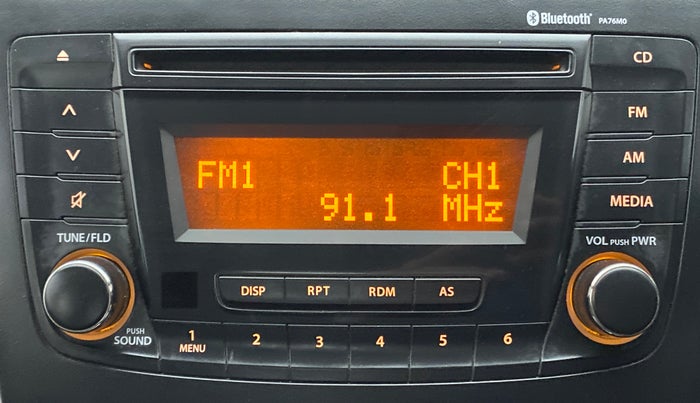 Bluetooth® PA76M0
CD
FM
AM
MEDIA
FM1 CH1
91.1 MHz
TUNE/FLD
VOL PUSH PWR
DISP RPT RDM AS
PUSH
SOUND
1 2 3 4 5 6
MENU